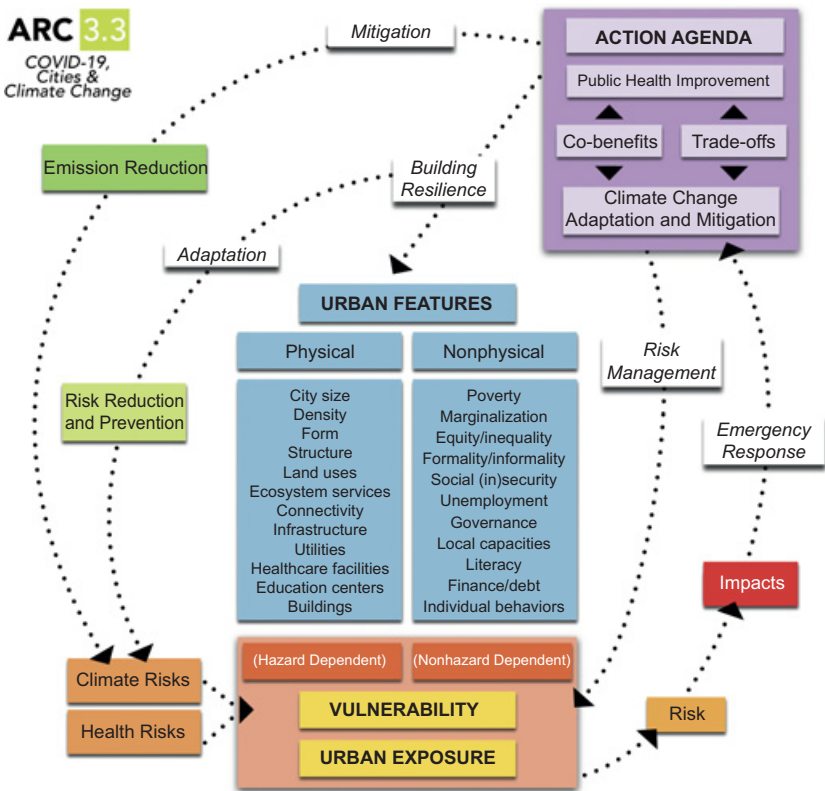 ARC 3.3
COVID-19,
Cities &
Climate Change
Mitigation
ACTION AGENDA
Public Health Improvement
Co-benefits
Trade-offs
Climate Change
Adaptation and Mitigation
Emission Reduction
Building
Resilience
Adaptation
URBAN FEATURES
Physical
Nonphysical
Risk
Management
Risk Reduction
and Prevention
City size
Density
Form
Structure
Land uses
Ecosystem services
Connectivity
Infrastructure
Utilities
Healthcare facilities
Education centers
Buildings
Poverty
Marginalization
Equity/inequality
Formality/informality
Social (in)security
Unemployment
Governance
Local capacities
Literacy
Finance/debt
Individual behaviors
Emergency
Response
Impacts
(Hazard Dependent)
(Nonhazard Dependent)
Climate Risks
Health Risks
VULNERABILITY
URBAN EXPOSURE
Risk